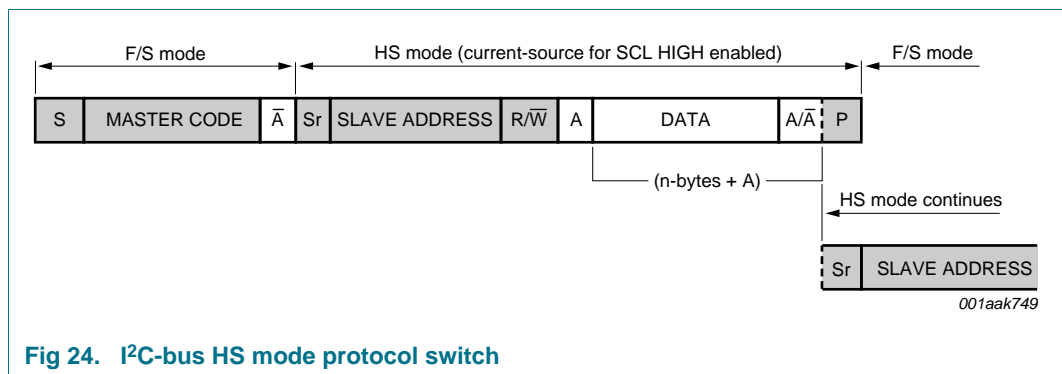 F/S mode HS mode (current-source for SCL HIGH enabled) F/S mode
S MASTER CODE A̅ Sr SLAVE ADDRESS R/W̅ A DATA A/A̅ P
(n-bytes + A)
HS mode continues
Sr SLAVE ADDRESS
001aak749
Fig 24. I²C-bus HS mode protocol switch